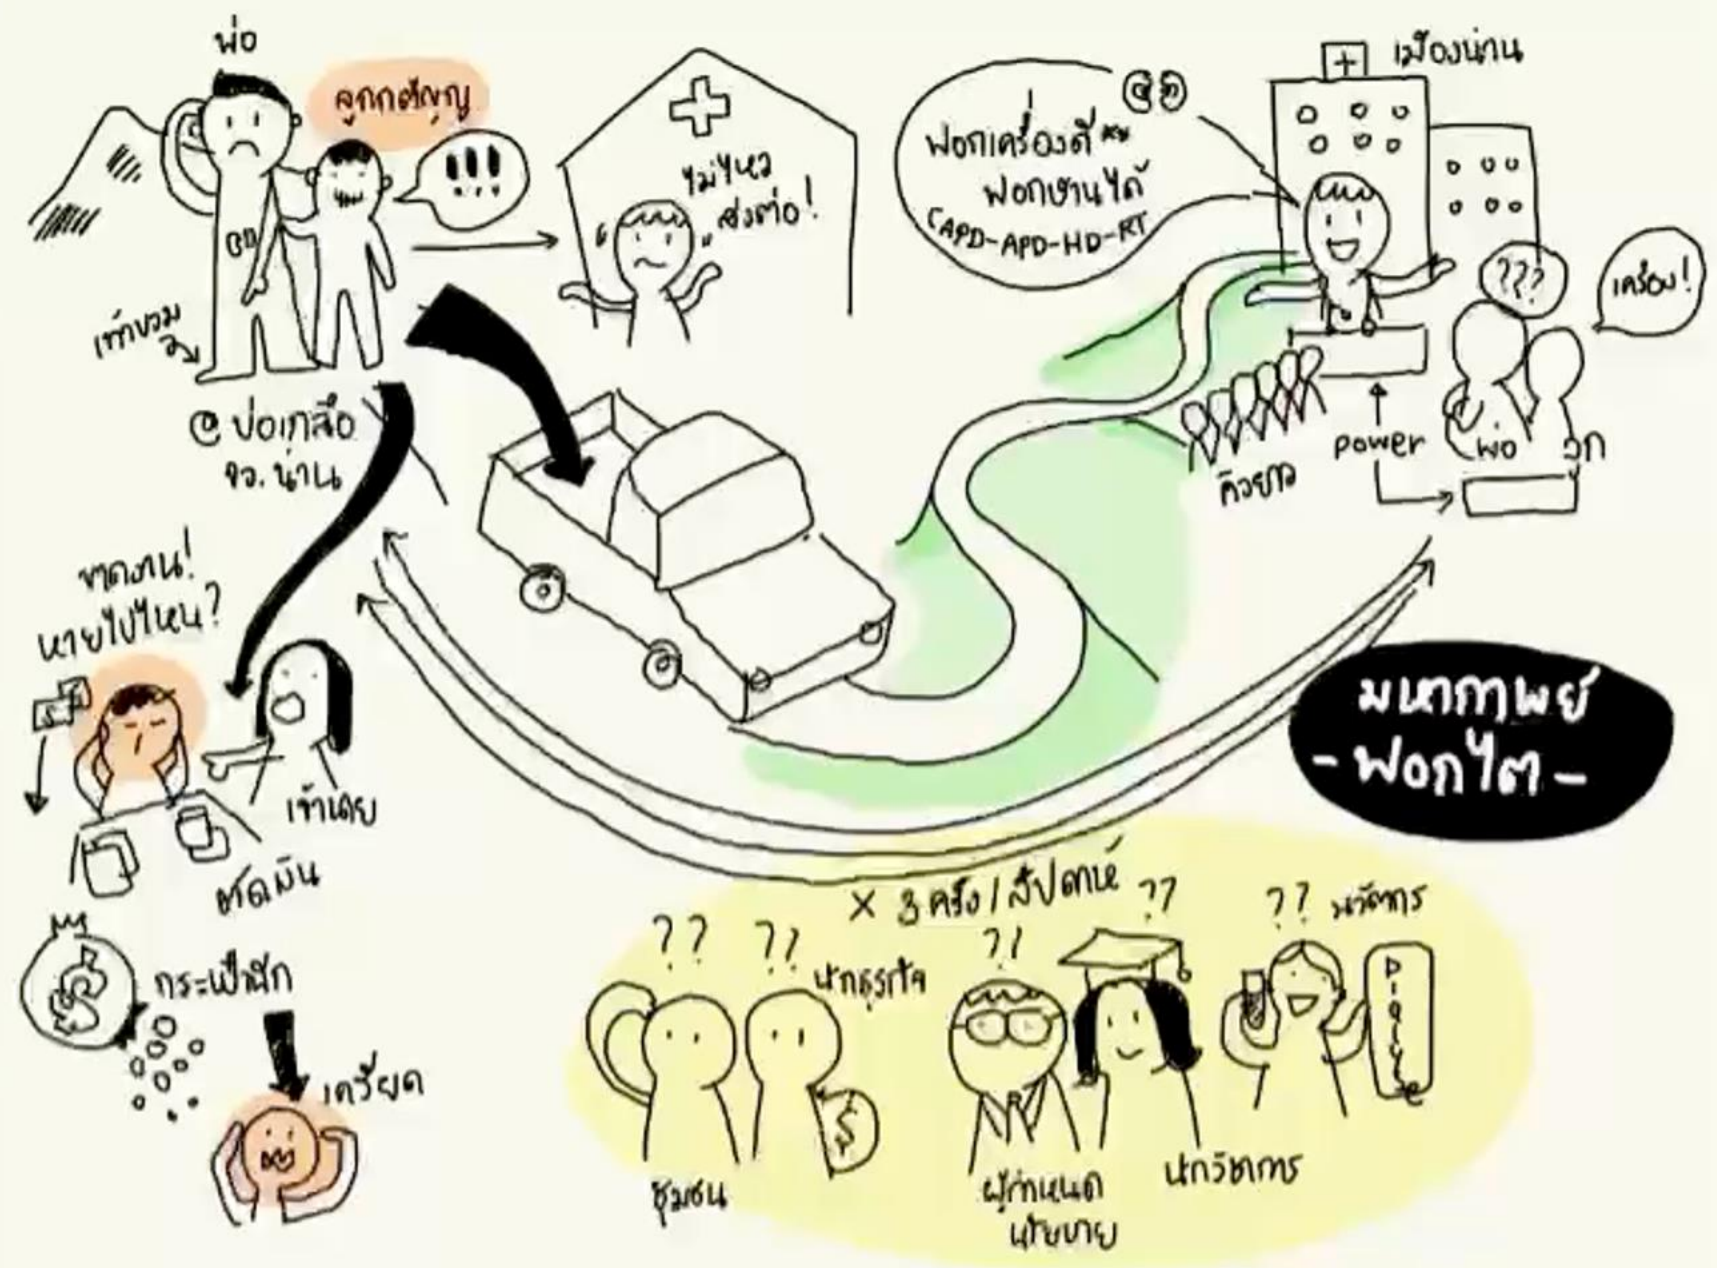 พ่อ
ลูกกตัญญู
!!!
ไม่ไหว
ส่งต่อ!
เท้าบวม
@ บ่อเกลือ
จว. น่าน
ฟอกเครื่องดี
ฟอกบ้านได้
CAPD-APD-HD-RT
เมืองน่าน
???
เครื่อง!
คิวยาว
power
พ่อ
ลูก
ขาดงาน!
หายไปไหน?
เข้าเดย
ตัดเงิน
กระเป๋าฉีก
เครียด
มหากาพย์
- ฟอกไต -
x 3 ครั้ง / สัปดาห์
??
??
??
??
??
นักธุรกิจ
นวัตกร
ชุมชน
ผู้กำหนด
นโยบาย
นักวิชาการ